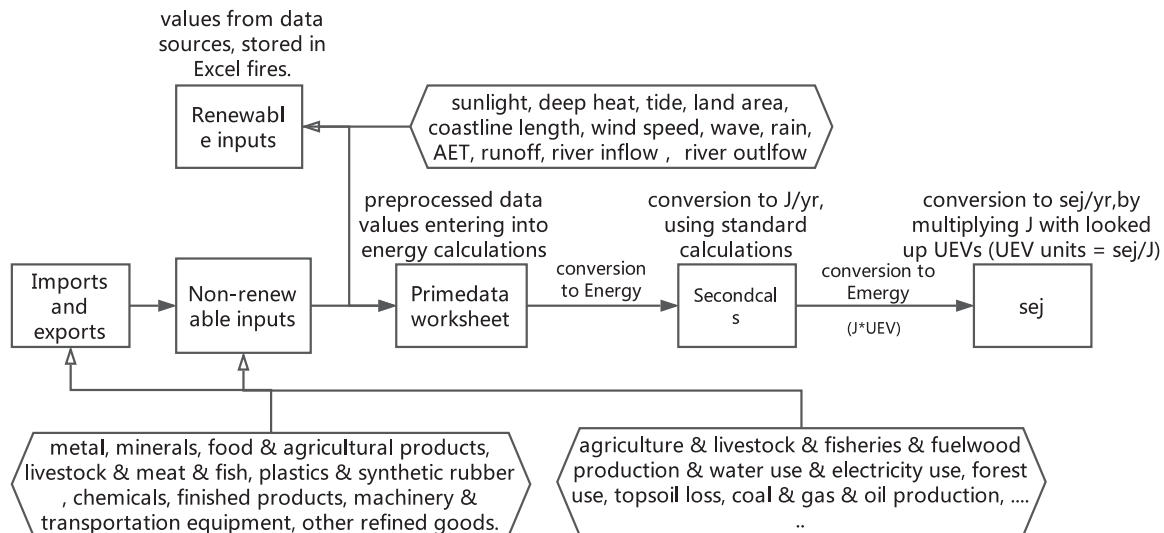 values from data
sources, stored in
Excel fires.
Renewabl
e inputs
sunlight, deep heat, tide, land area,
coastline length, wind speed, wave, rain,
AET, runoff, river inflow , river outlfow
preprocessed data
values entering into
energy calculations
conversion to J/yr,
using standard
calculations
conversion to sej/yr,by
multiplying J with looked
up UEVs (UEV units = sej/J)
Imports
and
exports
Non-renew
able inputs
Primedata
worksheet
conversion
to Energy
Secondcal
s
conversion to
Emergy
(J*UEV)
sej
metal, minerals, food & agricultural products,
livestock & meat & fish, plastics & synthetic rubber
, chemicals, finished products, machinery &
transportation equipment, other refined goods.
agriculture & livestock & fisheries & fuelwood
production & water use & electricity use, forest
use, topsoil loss, coal & gas & oil production, ....
..